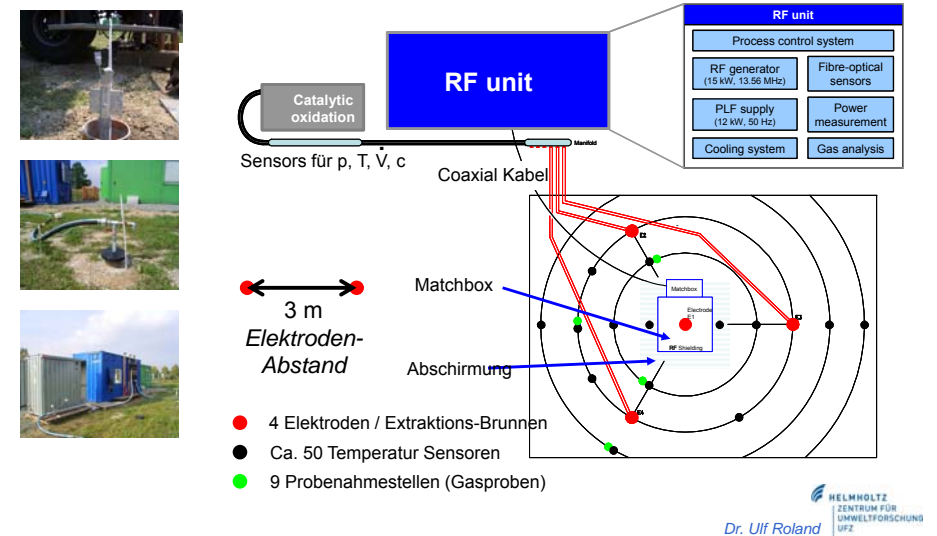 RF unit
Process control system
RF generator
(15 kW, 13.56 MHz)
Fibre-optical
sensors
PLF supply
(12 kW, 50 Hz)
Power
measurement
Cooling system
Gas analysis
RF unit
Catalytic
oxidation
Manifold
Sensors für p, T, V̇, c
Coaxial Kabel
E2
Matchbox
Matchbox
Electrode
E1
E3
RF Shielding
3 m
Elektroden-
Abstand
Abschirmung
E4
4 Elektroden / Extraktions-Brunnen
Ca. 50 Temperatur Sensoren
9 Probenahmestellen (Gasproben)
HELMHOLTZ
ZENTRUM FÜR
UMWELTFORSCHUNG
UFZ
Dr. Ulf Roland